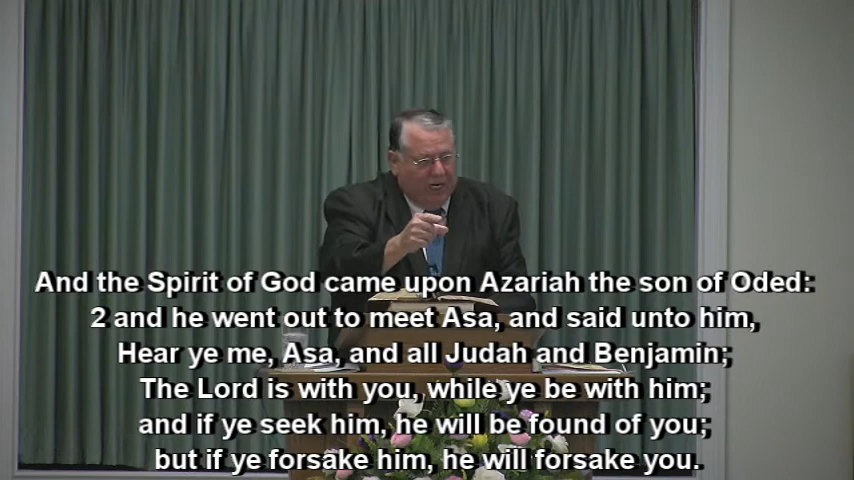 And the Spirit of God came upon Azariah the son of Oded:
2 and he went out to meet Asa, and said unto him,
Hear ye me, Asa, and all Judah and Benjamin;
The Lord is with you, while ye be with him;
and if ye seek him, he will be found of you;
but if ye forsake him, he will forsake you.